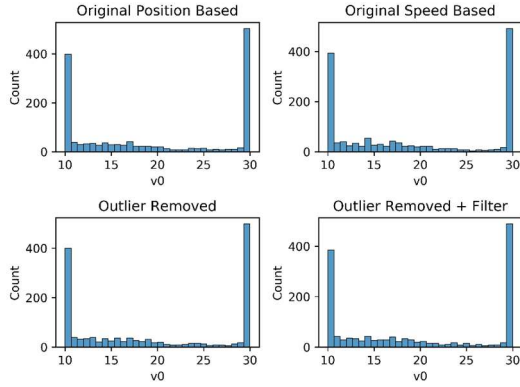 Original Position Based
Original Speed Based
400
200
0
Count
10 15 20 25 30
v0
400
200
0
Count
10 15 20 25 30
v0
Outlier Removed
Outlier Removed + Filter
400
200
0
Count
10 15 20 25 30
v0
400
200
0
Count
10 15 20 25 30
v0